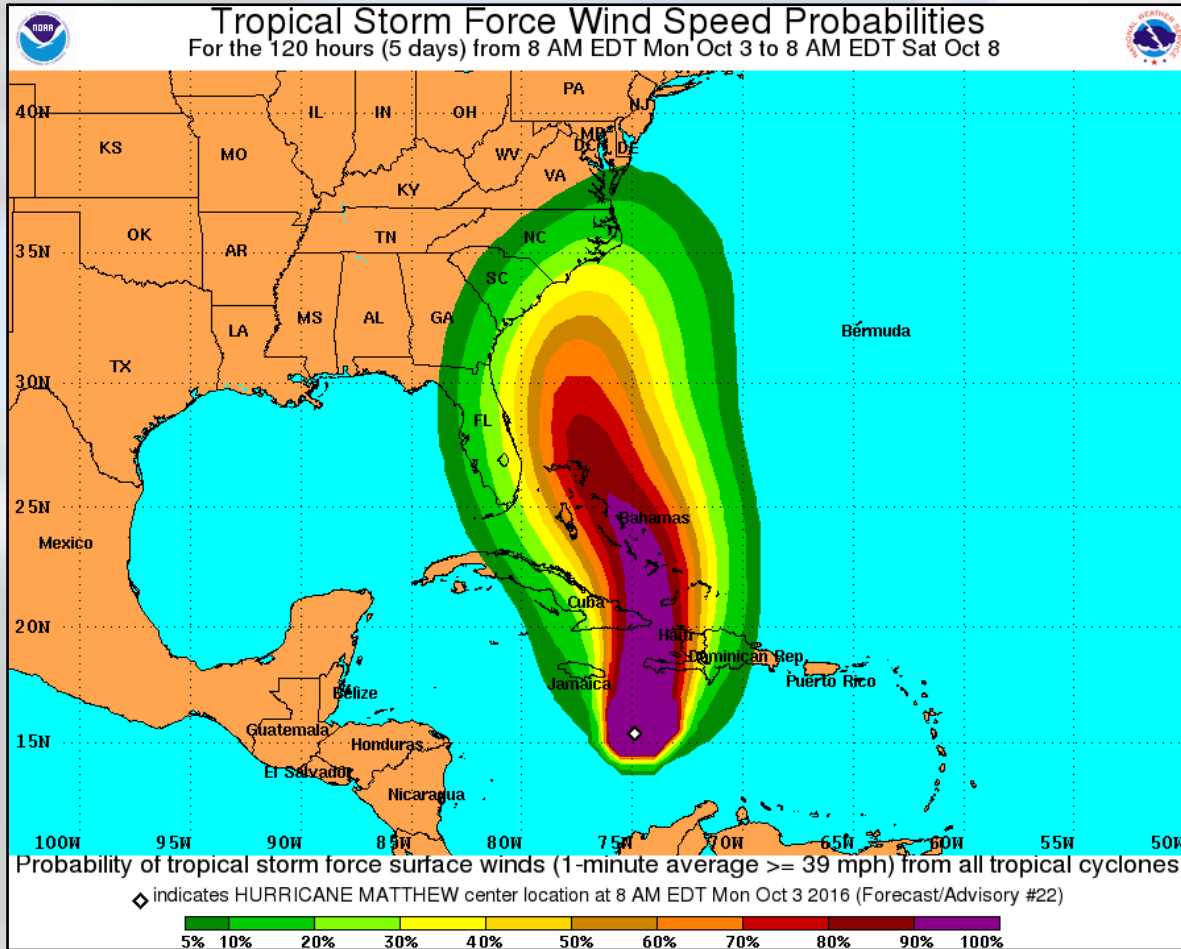 Tropical Storm Force Wind Speed Probabilities
For the 120 hours (5 days) from 8 AM EDT Mon Oct 3 to 8 AM EDT Sat Oct 8
NOAA
NATIONAL WEATHER SERVICE
PA
NJ
40N
IL
IN
OH
MD
DC
DE
KS
MO
WV
VA
KY
OK
AR
TN
NC
35N
SC
MS
AL
GA
LA
Bermuda
TX
30N
FL
25N
Bahamas
Mexico
Cuba
20N
Haiti
Dominican Rep
Jamaica
Puerto Rico
Belize
Guatemala
15N
Honduras
El Salvador
Nicaragua
100W 95W 90W 85W 80W 75W 70W 65W 60W 55W 50W
Probability of tropical storm force surface winds (1-minute average >= 39 mph) from all tropical cyclones
indicates HURRICANE MATTHEW center location at 8 AM EDT Mon Oct 3 2016 (Forecast/Advisory #22)
5% 10% 20% 30% 40% 50% 60% 70% 80% 90% 100%